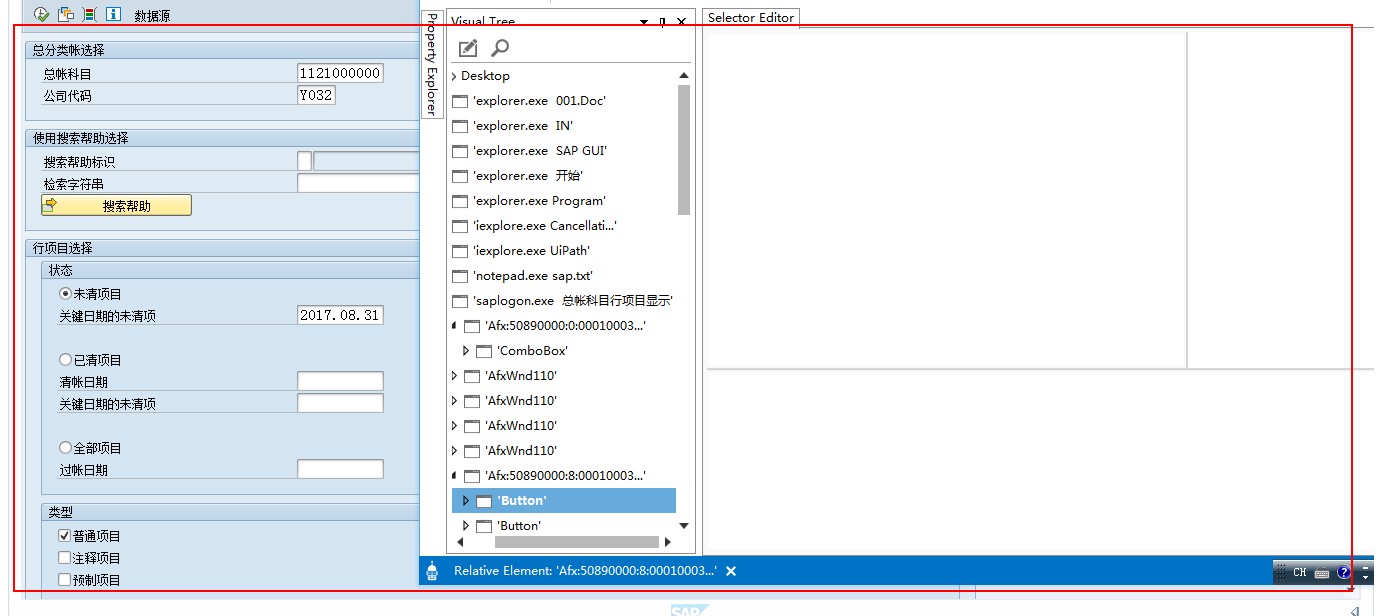 数据源
总分类帐选择
总帐科目 1121000000
公司代码 Y032
使用搜索帮助选择
搜索帮助标识
检索字符串
搜索帮助
行项目选择
状态
未清项目
关键日期的未清项 2017.08.31
已清项目
清帐日期
关键日期的未清项
全部项目
过帐日期
类型
普通项目
注释项目
预制项目
Property Explorer
Visual Tree
Desktop
'explorer.exe 001.Doc'
'explorer.exe IN'
'explorer.exe SAP GUI'
'explorer.exe 开始'
'explorer.exe Program'
'iexplore.exe Cancellati...'
'iexplore.exe UiPath'
'notepad.exe sap.txt'
'saplogon.exe 总帐科目行项目显示'
'Afx:50890000:0:00010003...'
'ComboBox'
'AfxWnd110'
'AfxWnd110'
'AfxWnd110'
'AfxWnd110'
'Afx:50890000:8:00010003...'
'Button'
'Button'
Selector Editor
Relative Element: 'Afx:50890000:8:00010003...'
CH
SAP